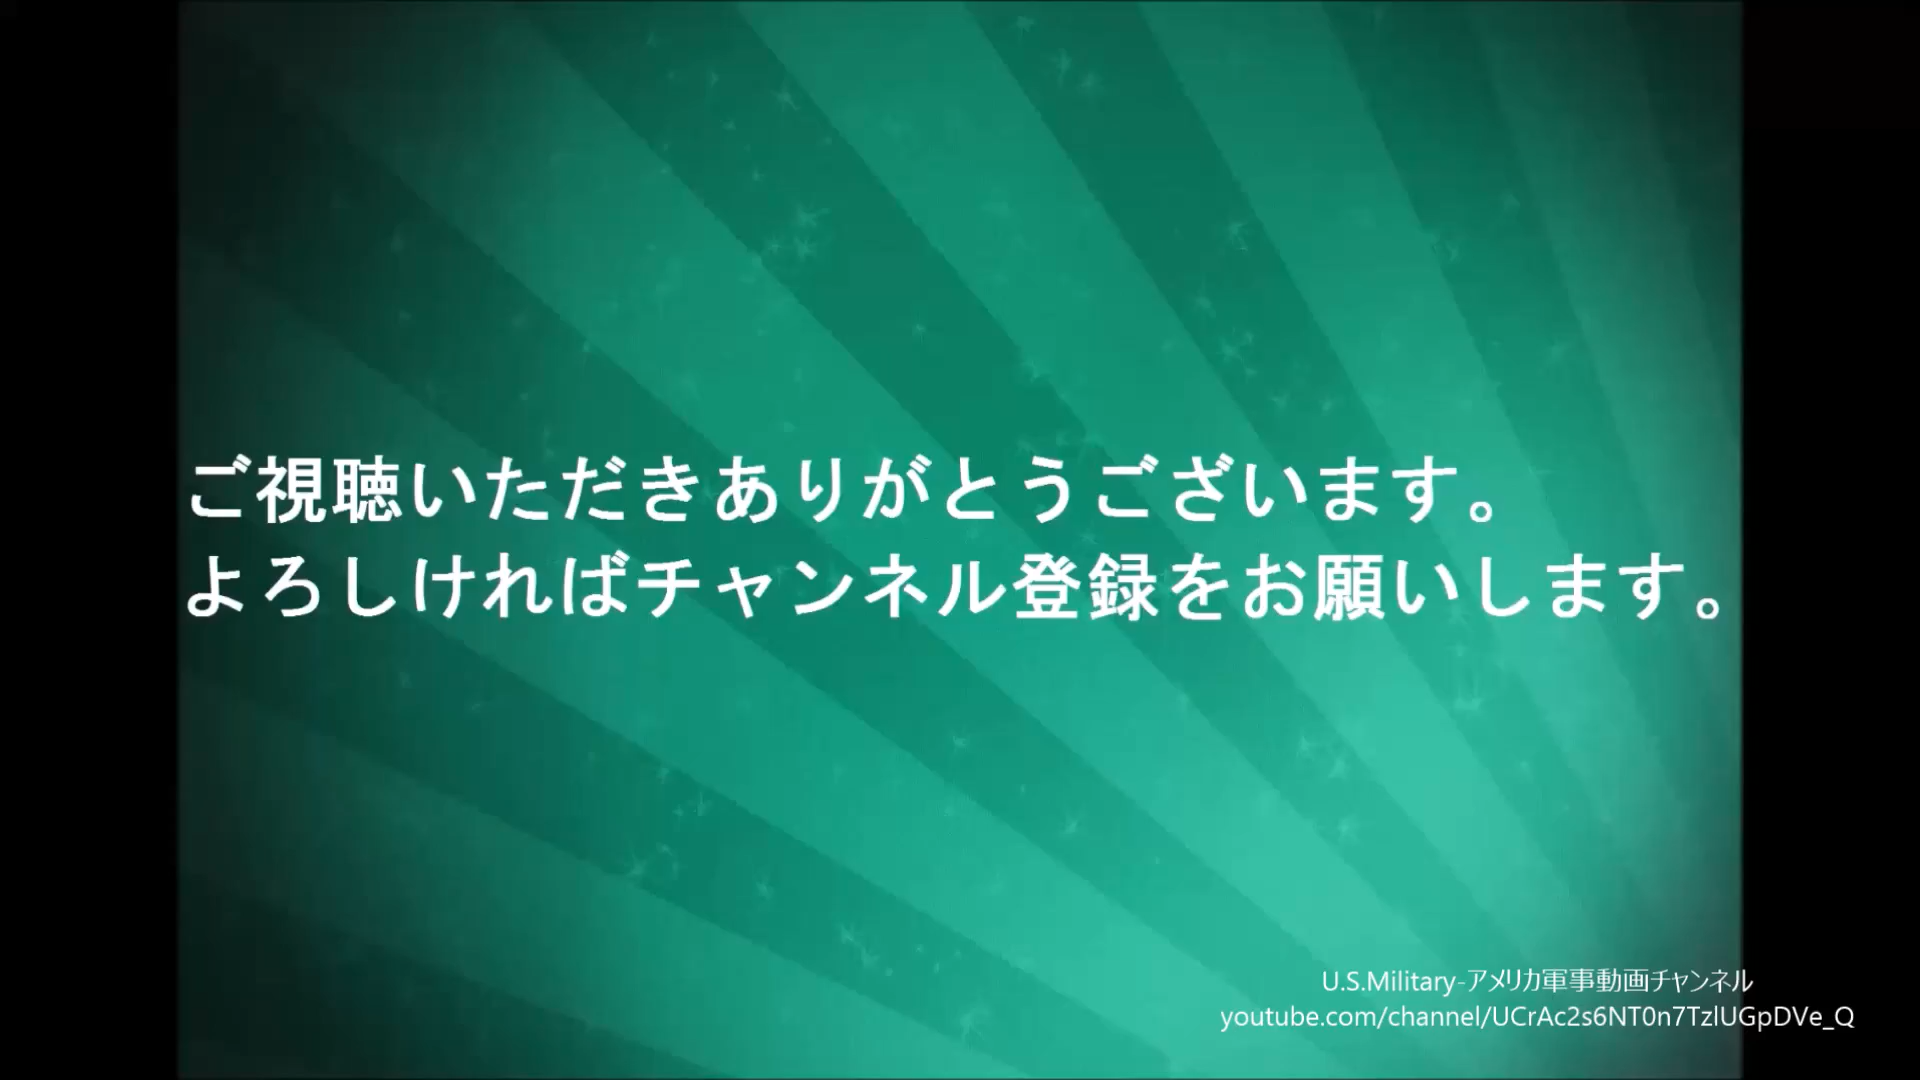 ご視聴いただきありがとうございます。
よろしければチャンネル登録をお願いします。
U.S.Military-アメリカ軍事動画チャンネル
youtube.com/channel/UCrAc2s6NT0n7TzlUGpDVe_Q